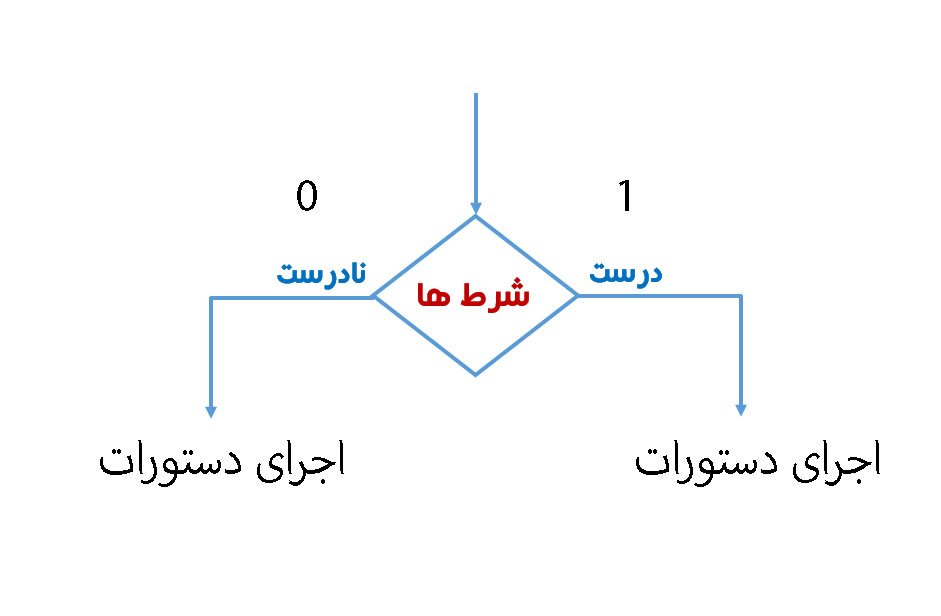 1
0
درست
نادرست
شرط ها
اجرای دستورات
اجرای دستورات